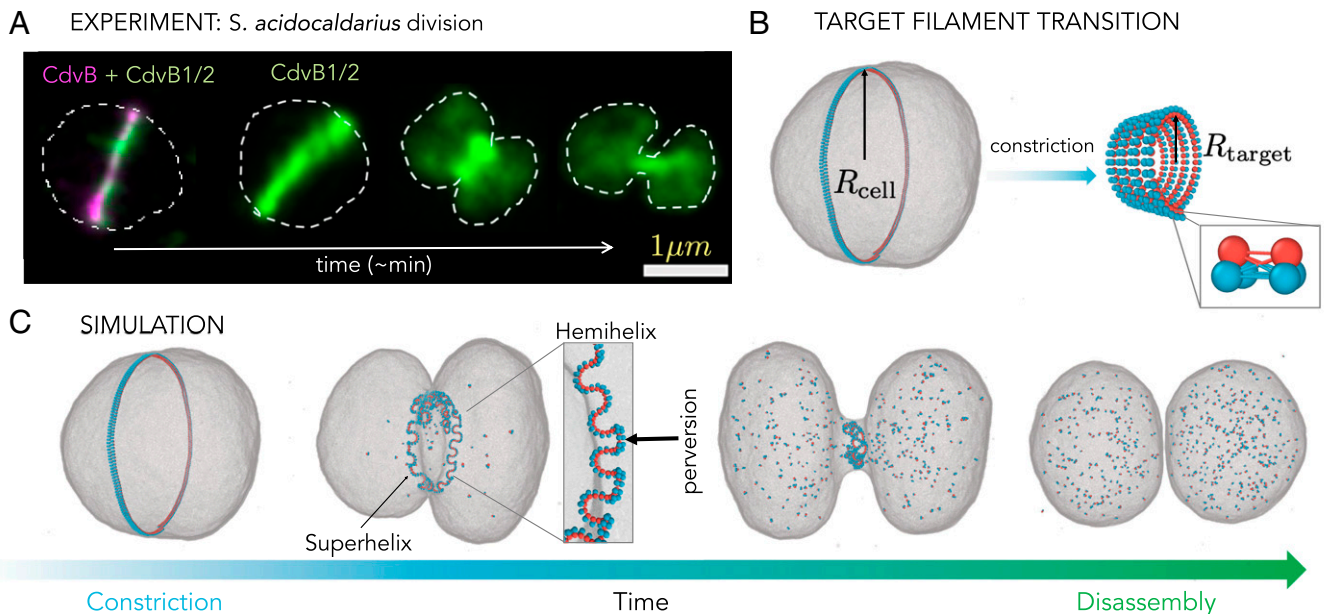 A
EXPERIMENT: S. acidocaldarius division
CdvB + CdvB1/2
CdvB1/2
time (~min)
1μm
B
TARGET FILAMENT TRANSITION
R_cell
constriction
R_target
C
SIMULATION
Superhelix
Hemihelix
perversion
Constriction
Time
Disassembly